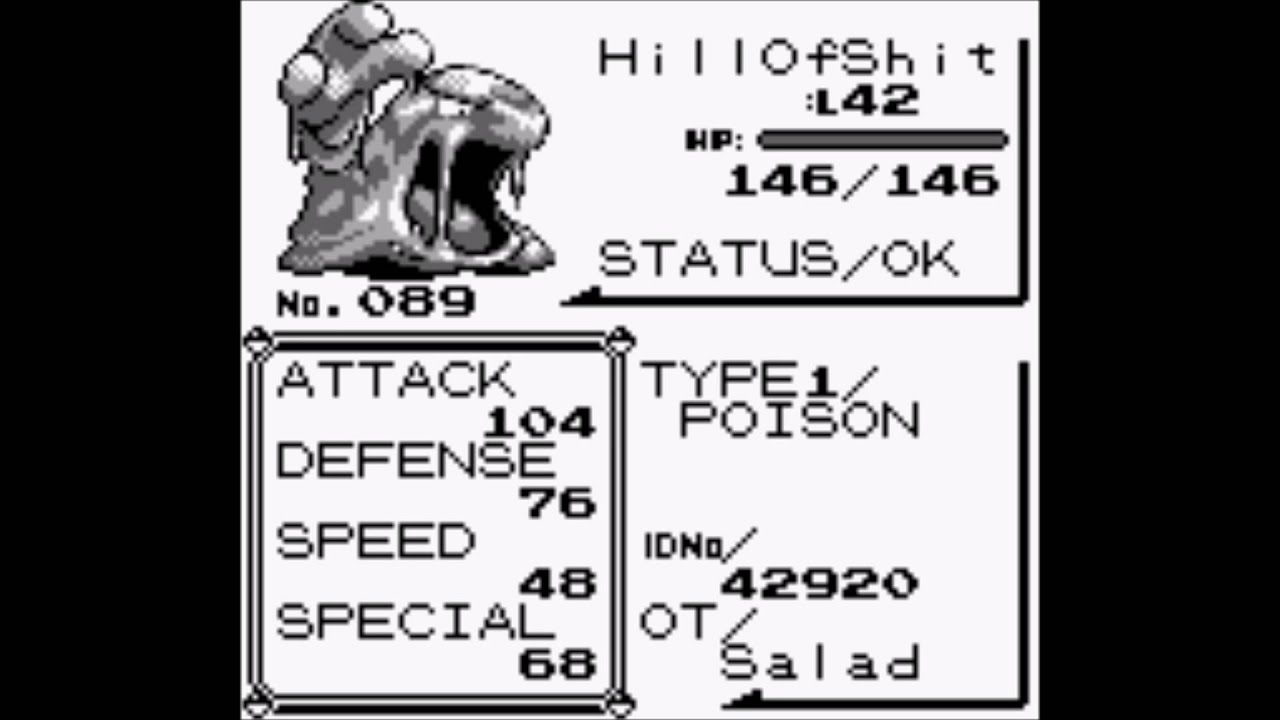 HillOfShit
:L42
HP:
146/146
STATUS/OK
No.089
ATTACK
104
DEFENSE
76
SPEED
48
SPECIAL
68
TYPE1/
POISON
IDNo/
42920
OT/
Salad